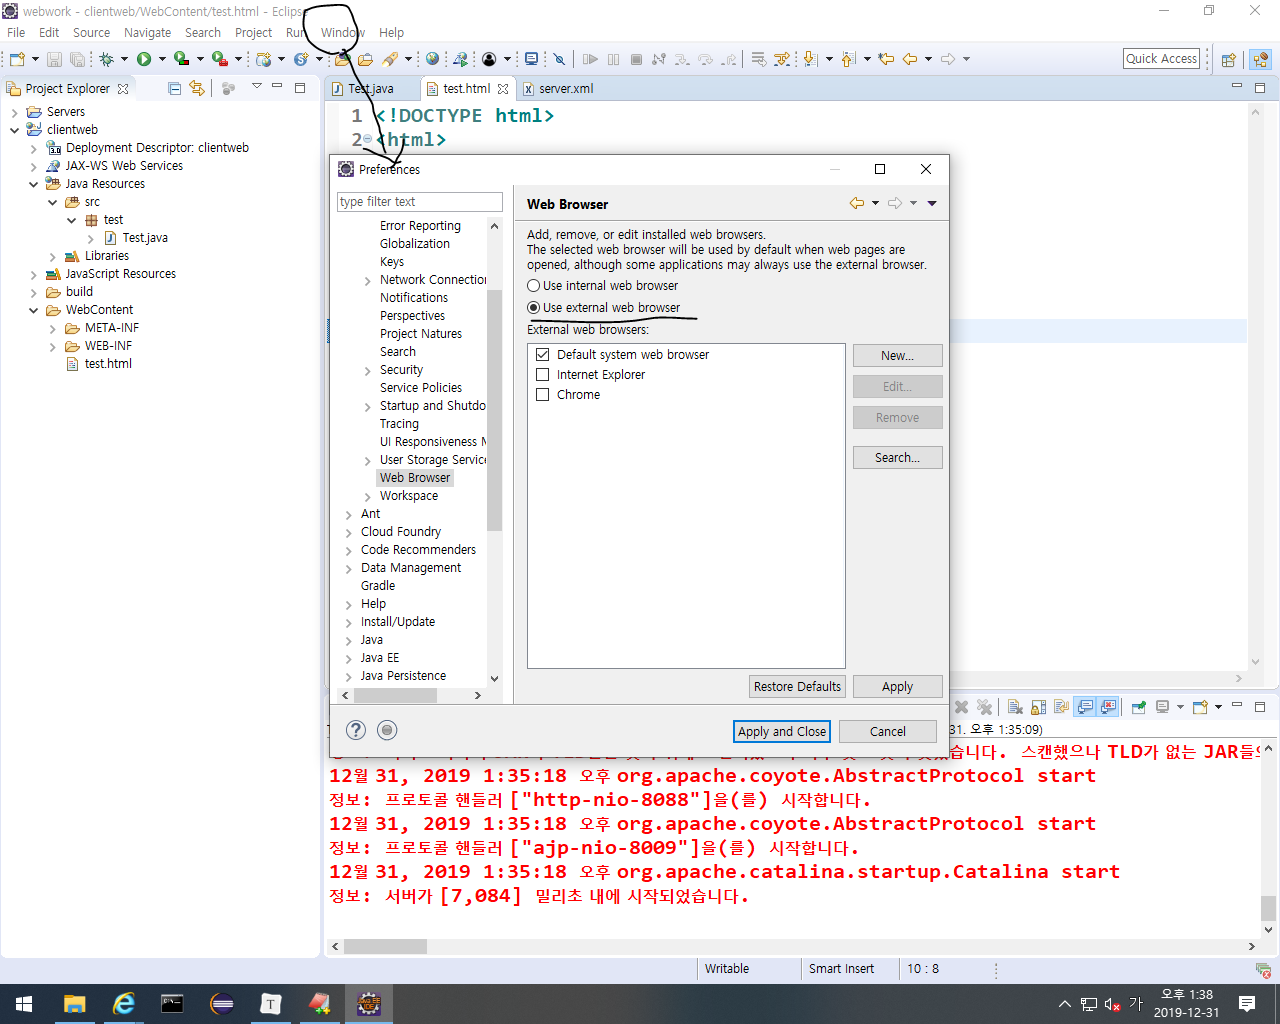 webwork - clientweb/WebContent/test.html - Eclipse
File Edit Source Navigate Search Project Run Window Help
Quick Access
Project Explorer
Test.java test.html server.xml
Servers
clientweb
3.0 Deployment Descriptor: clientweb
JAX-WS Web Services
Java Resources
src
test
Test.java
Libraries
JavaScript Resources
build
WebContent
META-INF
WEB-INF
test.html
1 <!DOCTYPE html>
2 <html>
Preferences
type filter text
Error Reporting
Globalization
Keys
Network Connection
Notifications
Perspectives
Project Natures
Search
Security
Service Policies
Startup and Shutdo
Tracing
UI Responsiveness M
User Storage Service
Web Browser
Workspace
Ant
Cloud Foundry
Code Recommenders
Data Management
Gradle
Help
Install/Update
Java
Java EE
Java Persistence
Web Browser
Add, remove, or edit installed web browsers.
The selected web browser will be used by default when web pages are
opened, although some applications may always use the external browser.
Use internal web browser
Use external web browser
External web browsers:
Default system web browser
Internet Explorer
Chrome
New...
Edit...
Remove
Search...
Restore Defaults Apply
Apply and Close Cancel
31. 오후 1:35:09)
습니다. 스캔했으나 TLD가 없는 JAR들으
12월 31, 2019 1:35:18 오후 org.apache.coyote.AbstractProtocol start
정보: 프로토콜 핸들러 ["http-nio-8088"]을(를) 시작합니다.
12월 31, 2019 1:35:18 오후 org.apache.coyote.AbstractProtocol start
정보: 프로토콜 핸들러 ["ajp-nio-8009"]을(를) 시작합니다.
12월 31, 2019 1:35:18 오후 org.apache.catalina.startup.Catalina start
정보: 서버가 [7,084] 밀리초 내에 시작되었습니다.
Writable Smart Insert 10 : 8
T
가
오후 1:38
2019-12-31